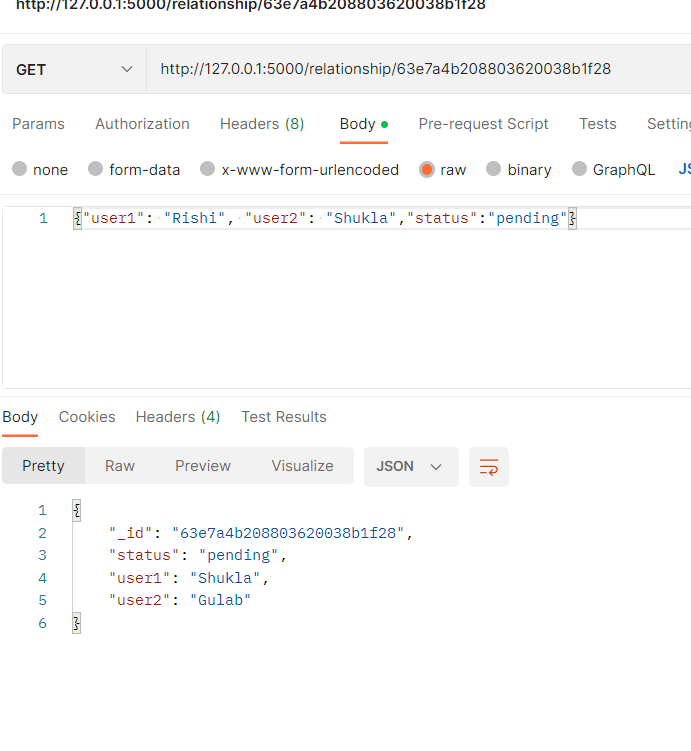 http://127.0.0.1:5000/relationship/63e7a4b208803620038b1f28
GET http://127.0.0.1:5000/relationship/63e7a4b208803620038b1f28
Params Authorization Headers (8) Body Pre-request Script Tests Setting
none form-data x-www-form-urlencoded raw binary GraphQL JS
1 {"user1": "Rishi", "user2": "Shukla","status":"pending"}
Body Cookies Headers (4) Test Results
Pretty Raw Preview Visualize JSON
1 {
2 "_id": "63e7a4b208803620038b1f28",
3 "status": "pending",
4 "user1": "Shukla",
5 "user2": "Gulab"
6 }